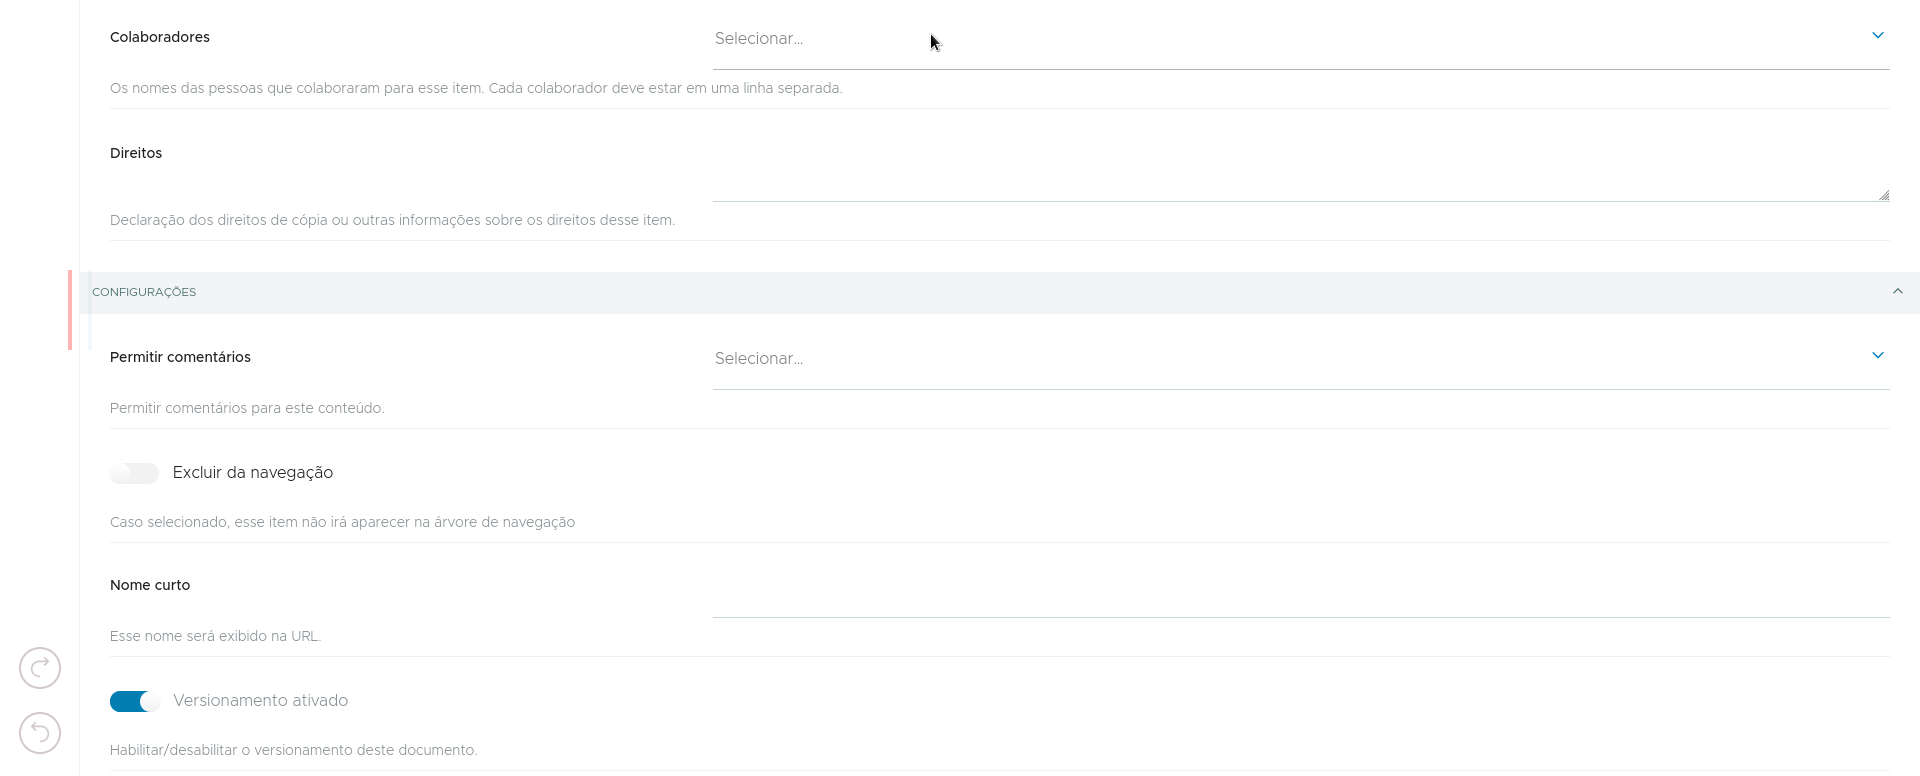 Colaboradores
Selecionar...
Os nomes das pessoas que colaboraram para esse item. Cada colaborador deve estar em uma linha separada.
Direitos
Declaração dos direitos de cópia ou outras informações sobre os direitos desse item.
CONFIGURAÇÕES
Permitir comentários
Selecionar...
Permitir comentários para este conteúdo.
Excluir da navegação
Caso selecionado, esse item não irá aparecer na árvore de navegação
Nome curto
Esse nome será exibido na URL.
Versionamento ativado
Habilitar/desabilitar o versionamento deste documento.